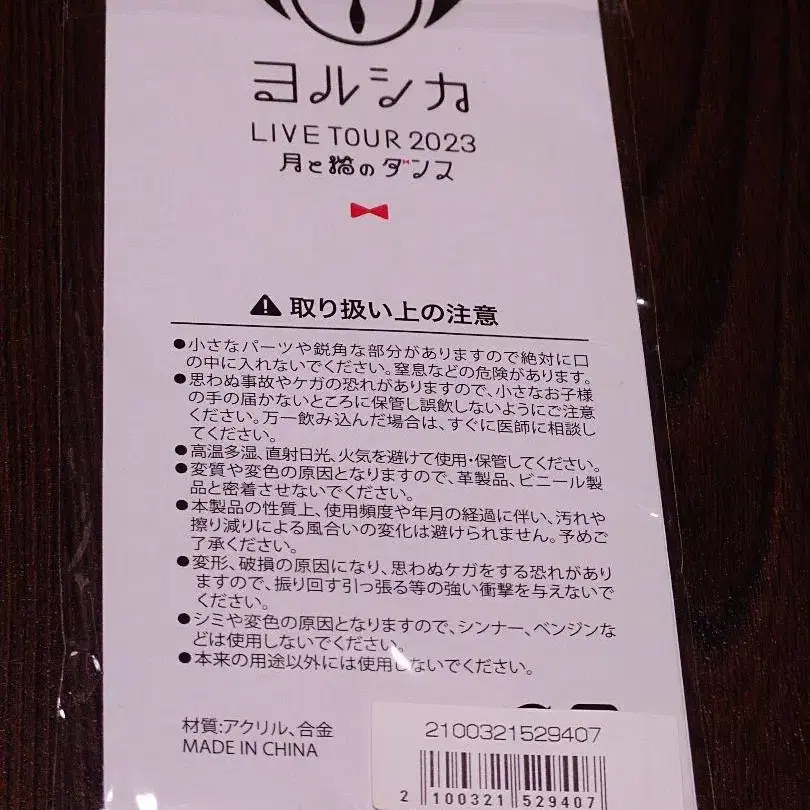 ヨルシカ
LIVE TOUR 2023
月と猫のダンス
取り扱い上の注意
●小さなパーツや鋭角な部分がありますので絶対に口
の中に入れないでください。窒息などの危険があります。
●思わぬ事故やケガの恐れがありますので、小さなお子様
の手の届かないところに保管し誤飲しないようにご注意
ください。万一飲み込んだ場合は、すぐに医師に相談し
てください。
●高温多湿、直射日光、火気を避けて使用・保管してください。
●変質や変色の原因となりますので、革製品、ビニール製
品と密着させないでください。
●本製品の性質上、使用頻度や年月の経過に伴い、汚れや
擦り減りによる風合いの変化は避けられません。予めご
了承ください。
●変形、破損の原因になり、思わぬケガをする恐れがあり
ますので、振り回す引っ張る等の強い衝撃を与えないで
ください。
●シミや変色の原因となりますので、シンナー、ベンジンな
どは使用しないでください。
●本来の用途以外には使用しないでください。
材質:アクリル、合金
MADE IN CHINA
2100321529407
2 100321 529407